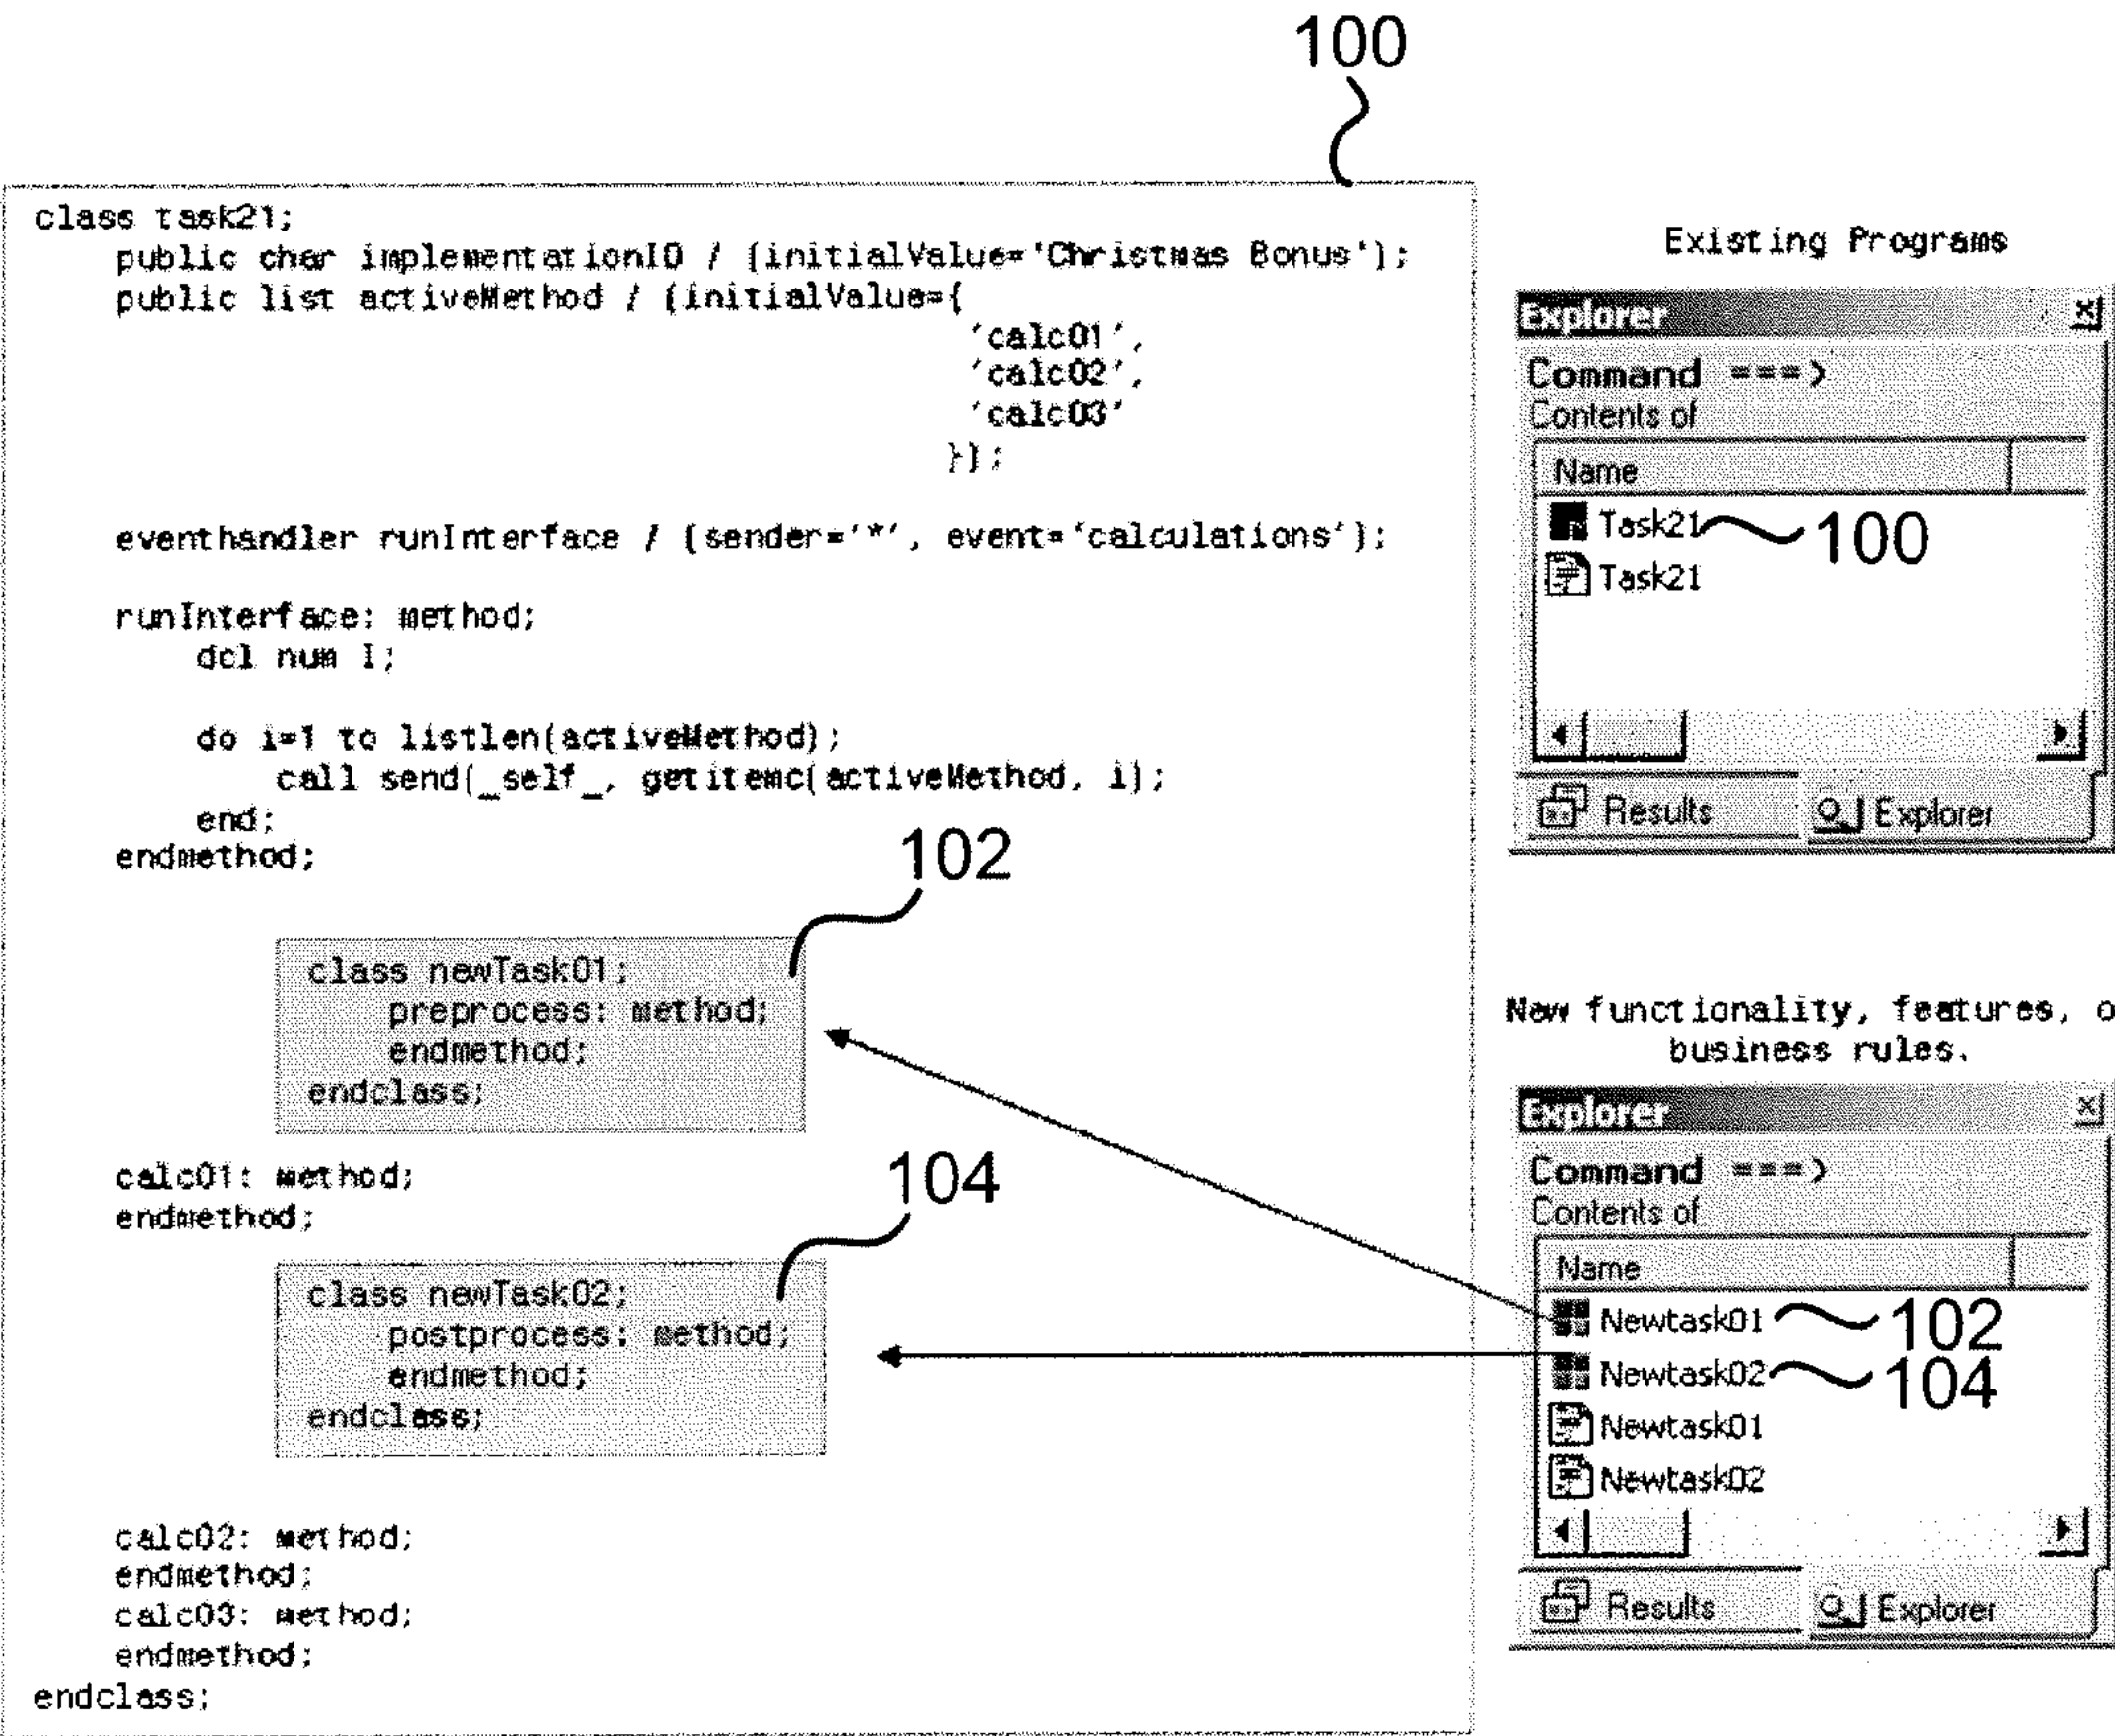 100
class task21;
public char implementationID / (initialValue='Christmas Bonus');
public list activeMethod / (initialValue={
'calc01',
'calc02',
'calc03'
});
eventhandler runInterface / (sender='*', event='calculations');
runInterface: method;
dcl num I;
do i=1 to listlen(activeMethod);
call send(_self_, getitemc(activeMethod, i);
end;
endmethod;
102
class newTask01;
preprocess: method;
endmethod;
endclass;
calc01: method;
endmethod;
104
class newTask02;
postprocess: method;
endmethod;
endclass;
calc02: method;
endmethod;
calc03: method;
endmethod;
endclass;
Existing Programs
Explorer
Command ===>
Contents of
Name
Task21 100
Task21
Results Explorer
New functionality, features, o
business rules.
Explorer
Command ===>
Contents of
Name
Newtask01 102
Newtask02 104
Newtask01
Newtask02
Results Explorer